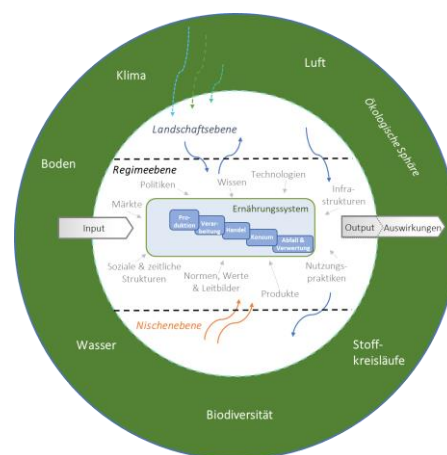 Klima
Luft
Ökologische Sphäre
Boden
Landschaftsebene
Regimeebene
Politiken
Wissen
Technologien
Infra-
strukturen
Märkte
Ernährungssystem
Pro-
duktion
Verar-
beitung
Handel
Konsum
Abfall &
Verwertung
Input
Output
Auswirkungen
Soziale & zeitliche
Strukturen
Normen, Werte
& Leitbilder
Produkte
Nutzungs-
praktiken
Nischenebene
Wasser
Stoff-
kreisläufe
Biodiversität